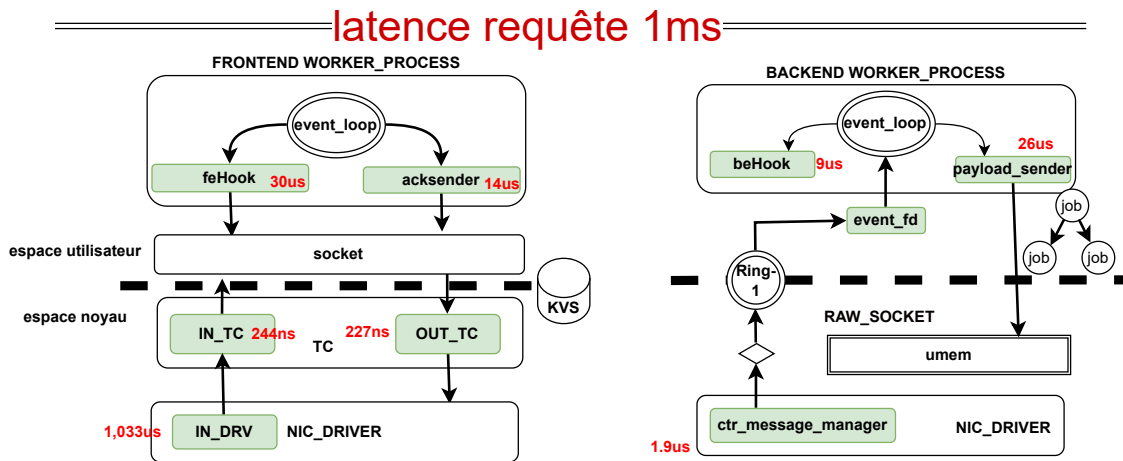 latence requête 1ms
FRONTEND WORKER_PROCESS
event_loop
feHook
30us
acksender
14us
espace utilisateur
socket
KVS
espace noyau
IN_TC
244ns
TC
227ns
OUT_TC
1,033us
IN_DRV
NIC_DRIVER
BACKEND WORKER_PROCESS
event_loop
beHook
9us
26us
payload_sender
event_fd
job
job
job
Ring-
1
RAW_SOCKET
umem
ctr_message_manager
1.9us
NIC_DRIVER